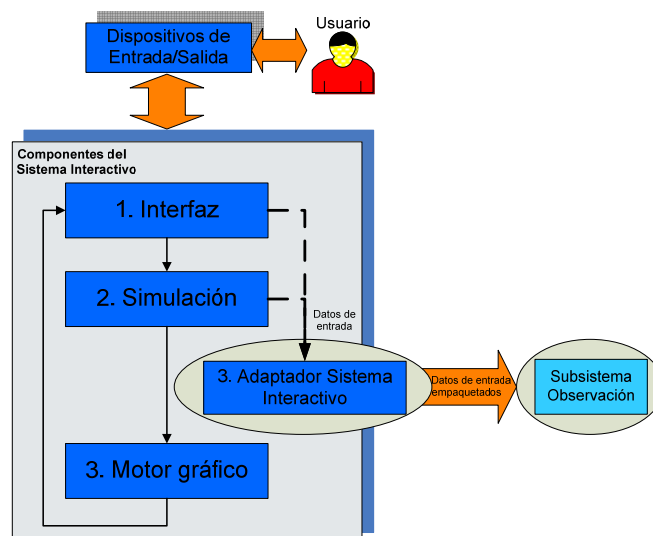 Usuario
Dispositivos de
Entrada/Salida
Componentes del
Sistema Interactivo
1. Interfaz
2. Simulación
Datos de
entrada
3. Adaptador Sistema
Interactivo
Datos de entrada
empaquetados
Subsistema
Observación
3. Motor gráfico